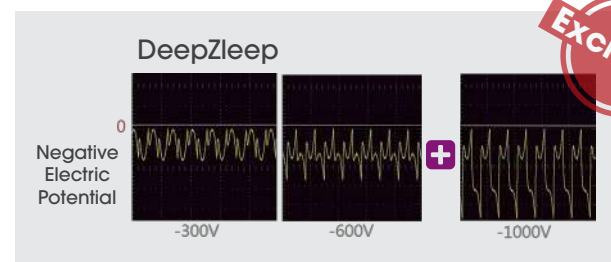 DeepZleep
0
Negative
Electric
Potential
-300V
-600V
-1000V